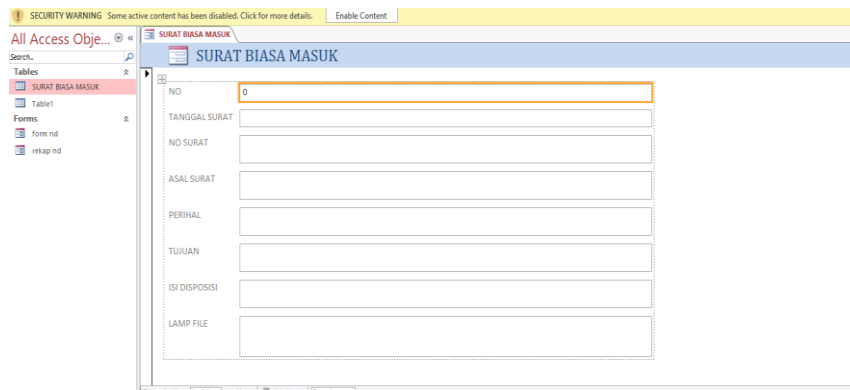 SECURITY WARNING Some active content has been disabled. Click for more details. Enable Content
All Access Obje...
Search..
Tables
SURAT BIASA MASUK
Table1
Forms
form nd
rekap nd
SURAT BIASA MASUK
SURAT BIASA MASUK
NO 0
TANGGAL SURAT
NO SURAT
ASAL SURAT
PERIHAL
TUJUAN
ISI DISPOSISI
LAMP FILE